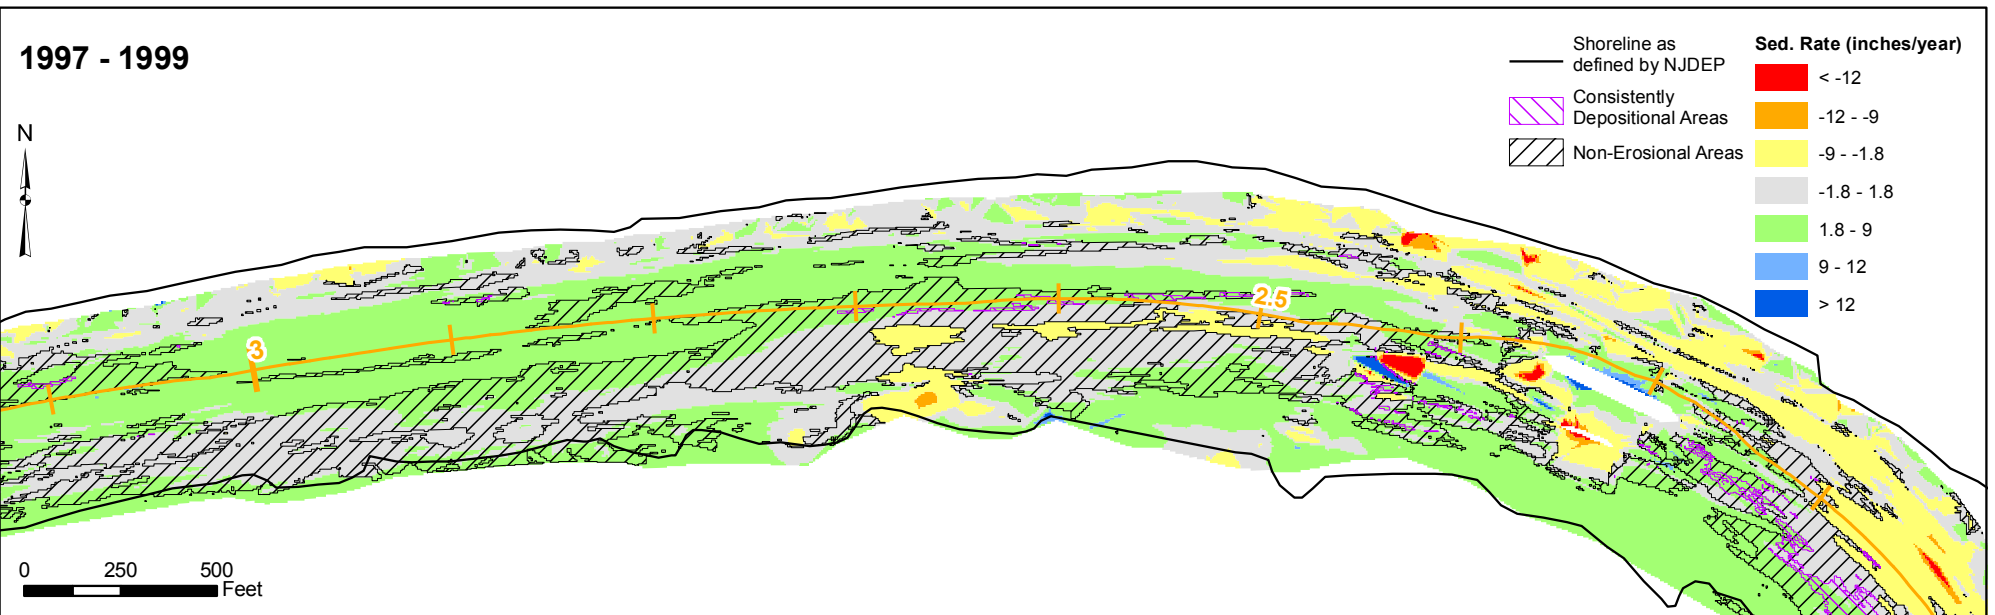 1997 - 1999
N
Shoreline as
defined by NJDEP
Consistently
Depositional Areas
Non-Erosional Areas
Sed. Rate (inches/year)
< -12
-12 - -9
-9 - -1.8
-1.8 - 1.8
1.8 - 9
9 - 12
> 12
2.5
3
0 250 500
Feet